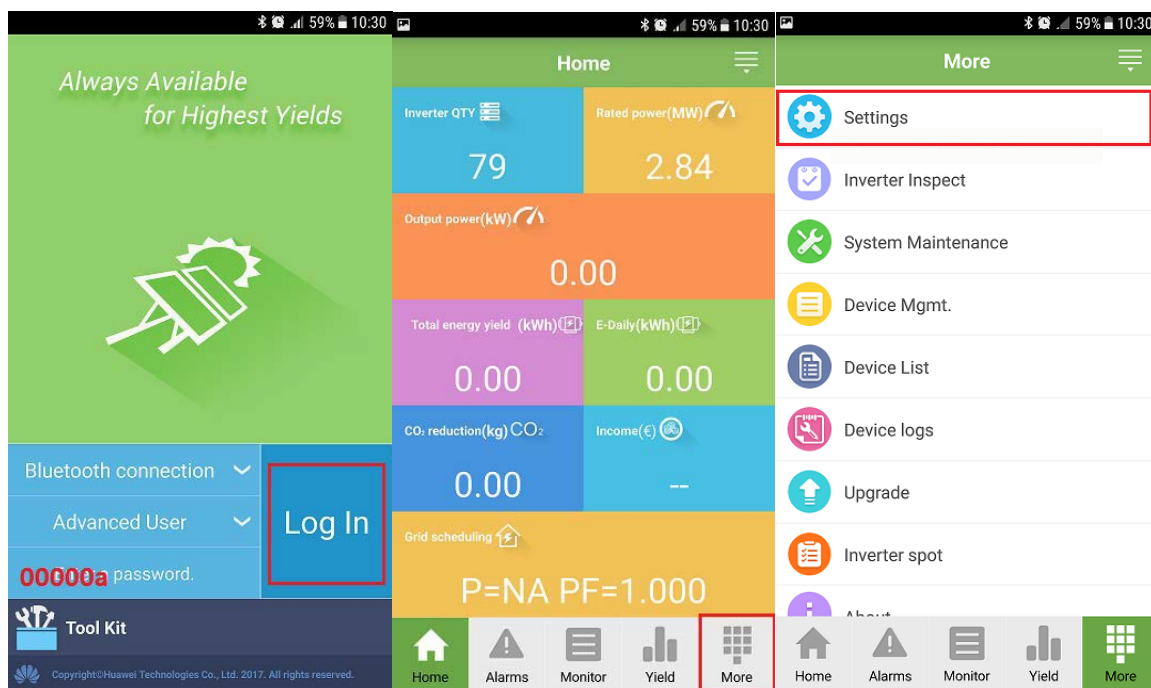 59% 10:30
Always Available
for Highest Yields
Bluetooth connection
Advanced User
Log In
00000a password.
Tool Kit
Copyright©Huawei Technologies Co., Ltd. 2017. All rights reserved.
59% 10:30
Home
Inverter QTY
79
Rated power(MW)
2.84
Output power(kW)
0.00
Total energy yield (kWh)
0.00
E-Daily(kWh)
0.00
CO₂ reduction(kg) CO₂
0.00
Income(€)
--
Grid scheduling
P=NA PF=1.000
Home Alarms Monitor Yield More
59% 10:30
More
Settings
Inverter Inspect
System Maintenance
Device Mgmt.
Device List
Device logs
Upgrade
Inverter spot
About
Home Alarms Monitor Yield More